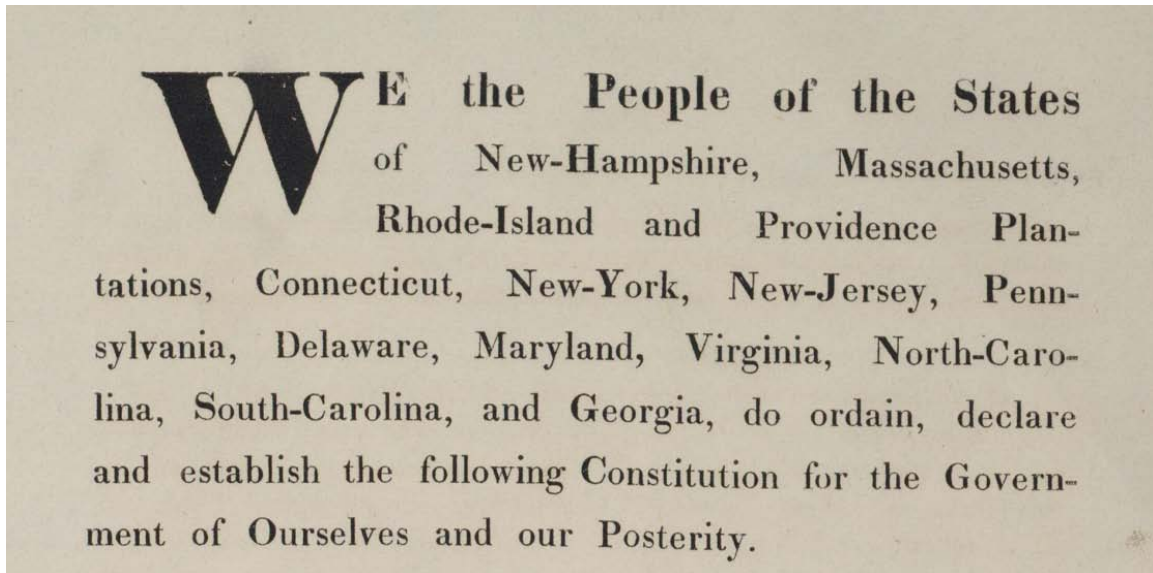 WE the People of the States
of New-Hampshire, Massachusetts,
Rhode-Island and Providence Plan-
tations, Connecticut, New-York, New-Jersey, Penn-
sylvania, Delaware, Maryland, Virginia, North-Caro-
lina, South-Carolina, and Georgia, do ordain, declare
and establish the following Constitution for the Govern-
ment of Ourselves and our Posterity.